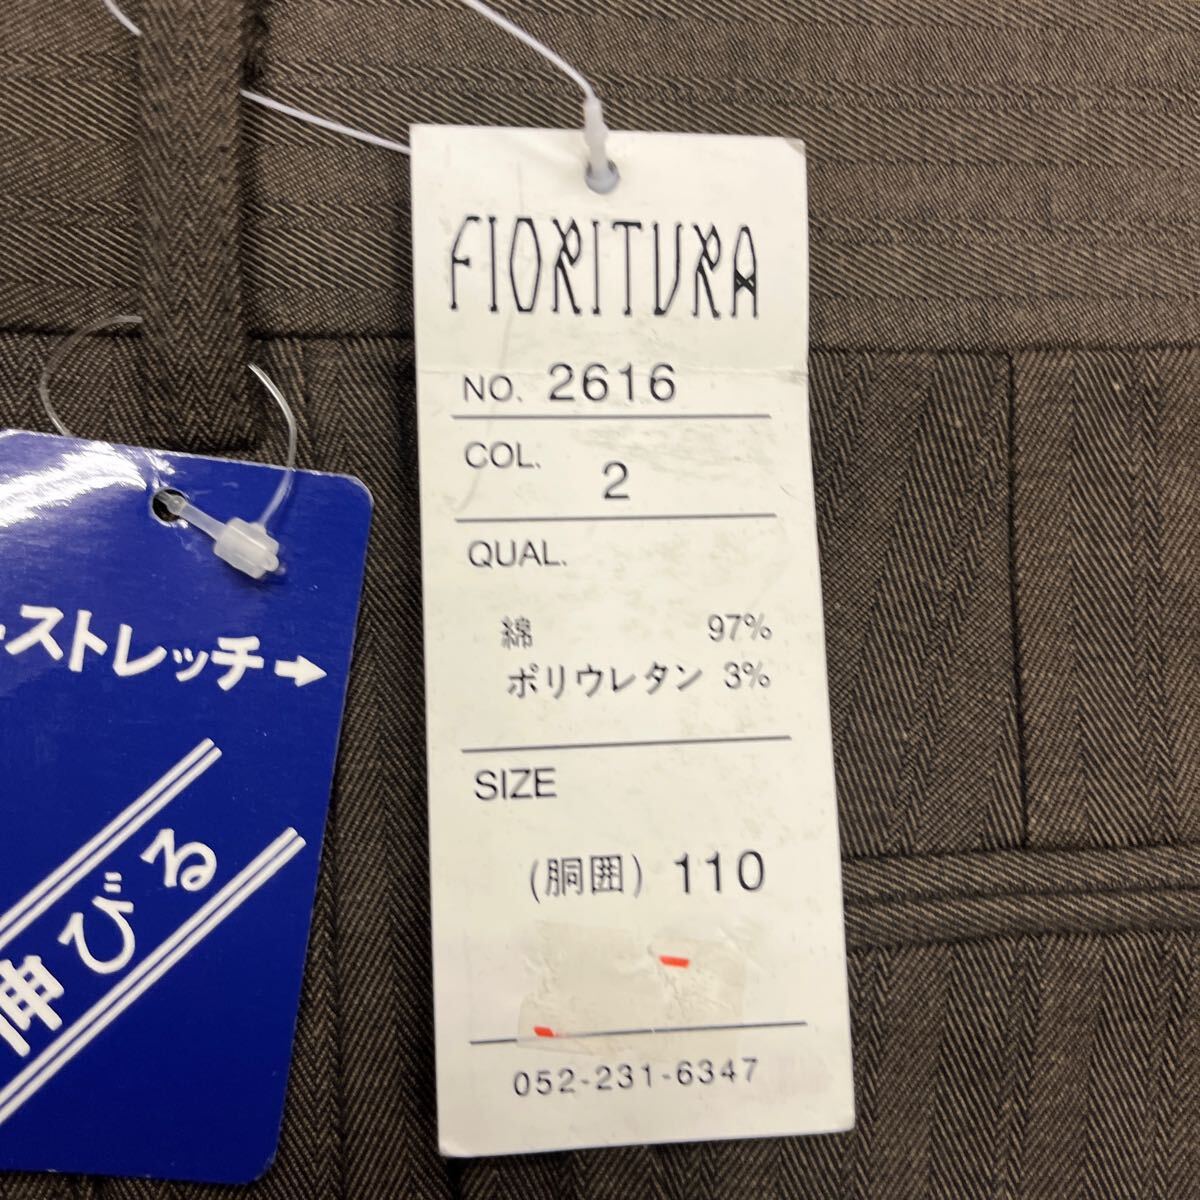 FIORITURA
NO. 2616
COL. 2
QUAL.
綿 97%
ポリウレタン 3%
SIZE
(胴囲) 110
052-231-6347
ストレッチ→
伸びる